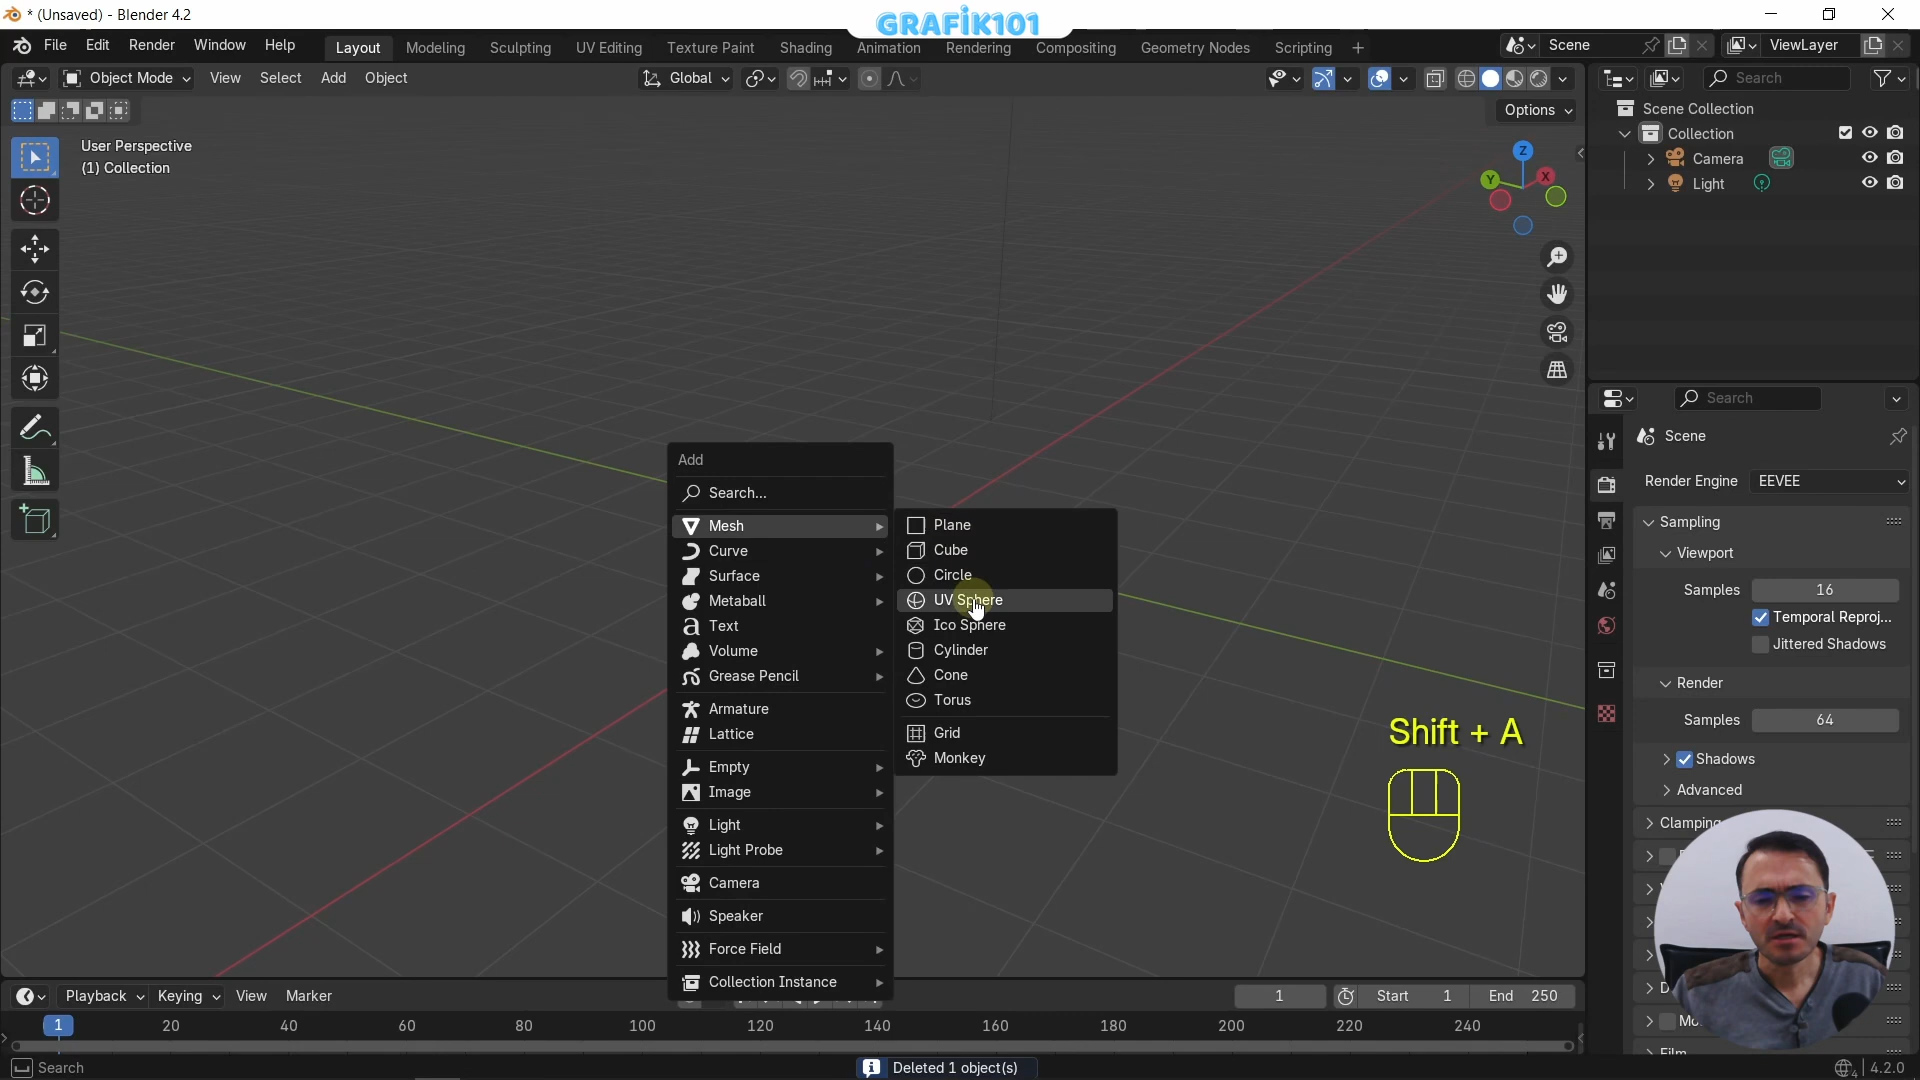 * (Unsaved) - Blender 4.2
GRAFİK101
File Edit Render Window Help
Layout Modeling Sculpting UV Editing Texture Paint Shading Animation Rendering Compositing Geometry Nodes Scripting +
Scene
ViewLayer
Object Mode View Select Add Object
Global
Search
Options
User Perspective
(1) Collection
Z
Y
X
Scene Collection
Collection
Camera
Light
Search
Scene
Render Engine EEVEE
Sampling
Viewport
Samples 16
Temporal Reproj...
Jittered Shadows
Render
Samples 64
Shadows
Advanced
Clamping
Film
Add
Search...
Mesh
Curve
Surface
Metaball
Text
Volume
Grease Pencil
Armature
Lattice
Empty
Image
Light
Light Probe
Camera
Speaker
Force Field
Collection Instance
Plane
Cube
Circle
UV Sphere
Ico Sphere
Cylinder
Cone
Torus
Grid
Monkey
Shift + A
Playback Keying View Marker
1
Start 1
End 250
1 20 40 60 80 100 120 140 160 180 200 220 240
Search
Deleted 1 object(s)
4.2.0